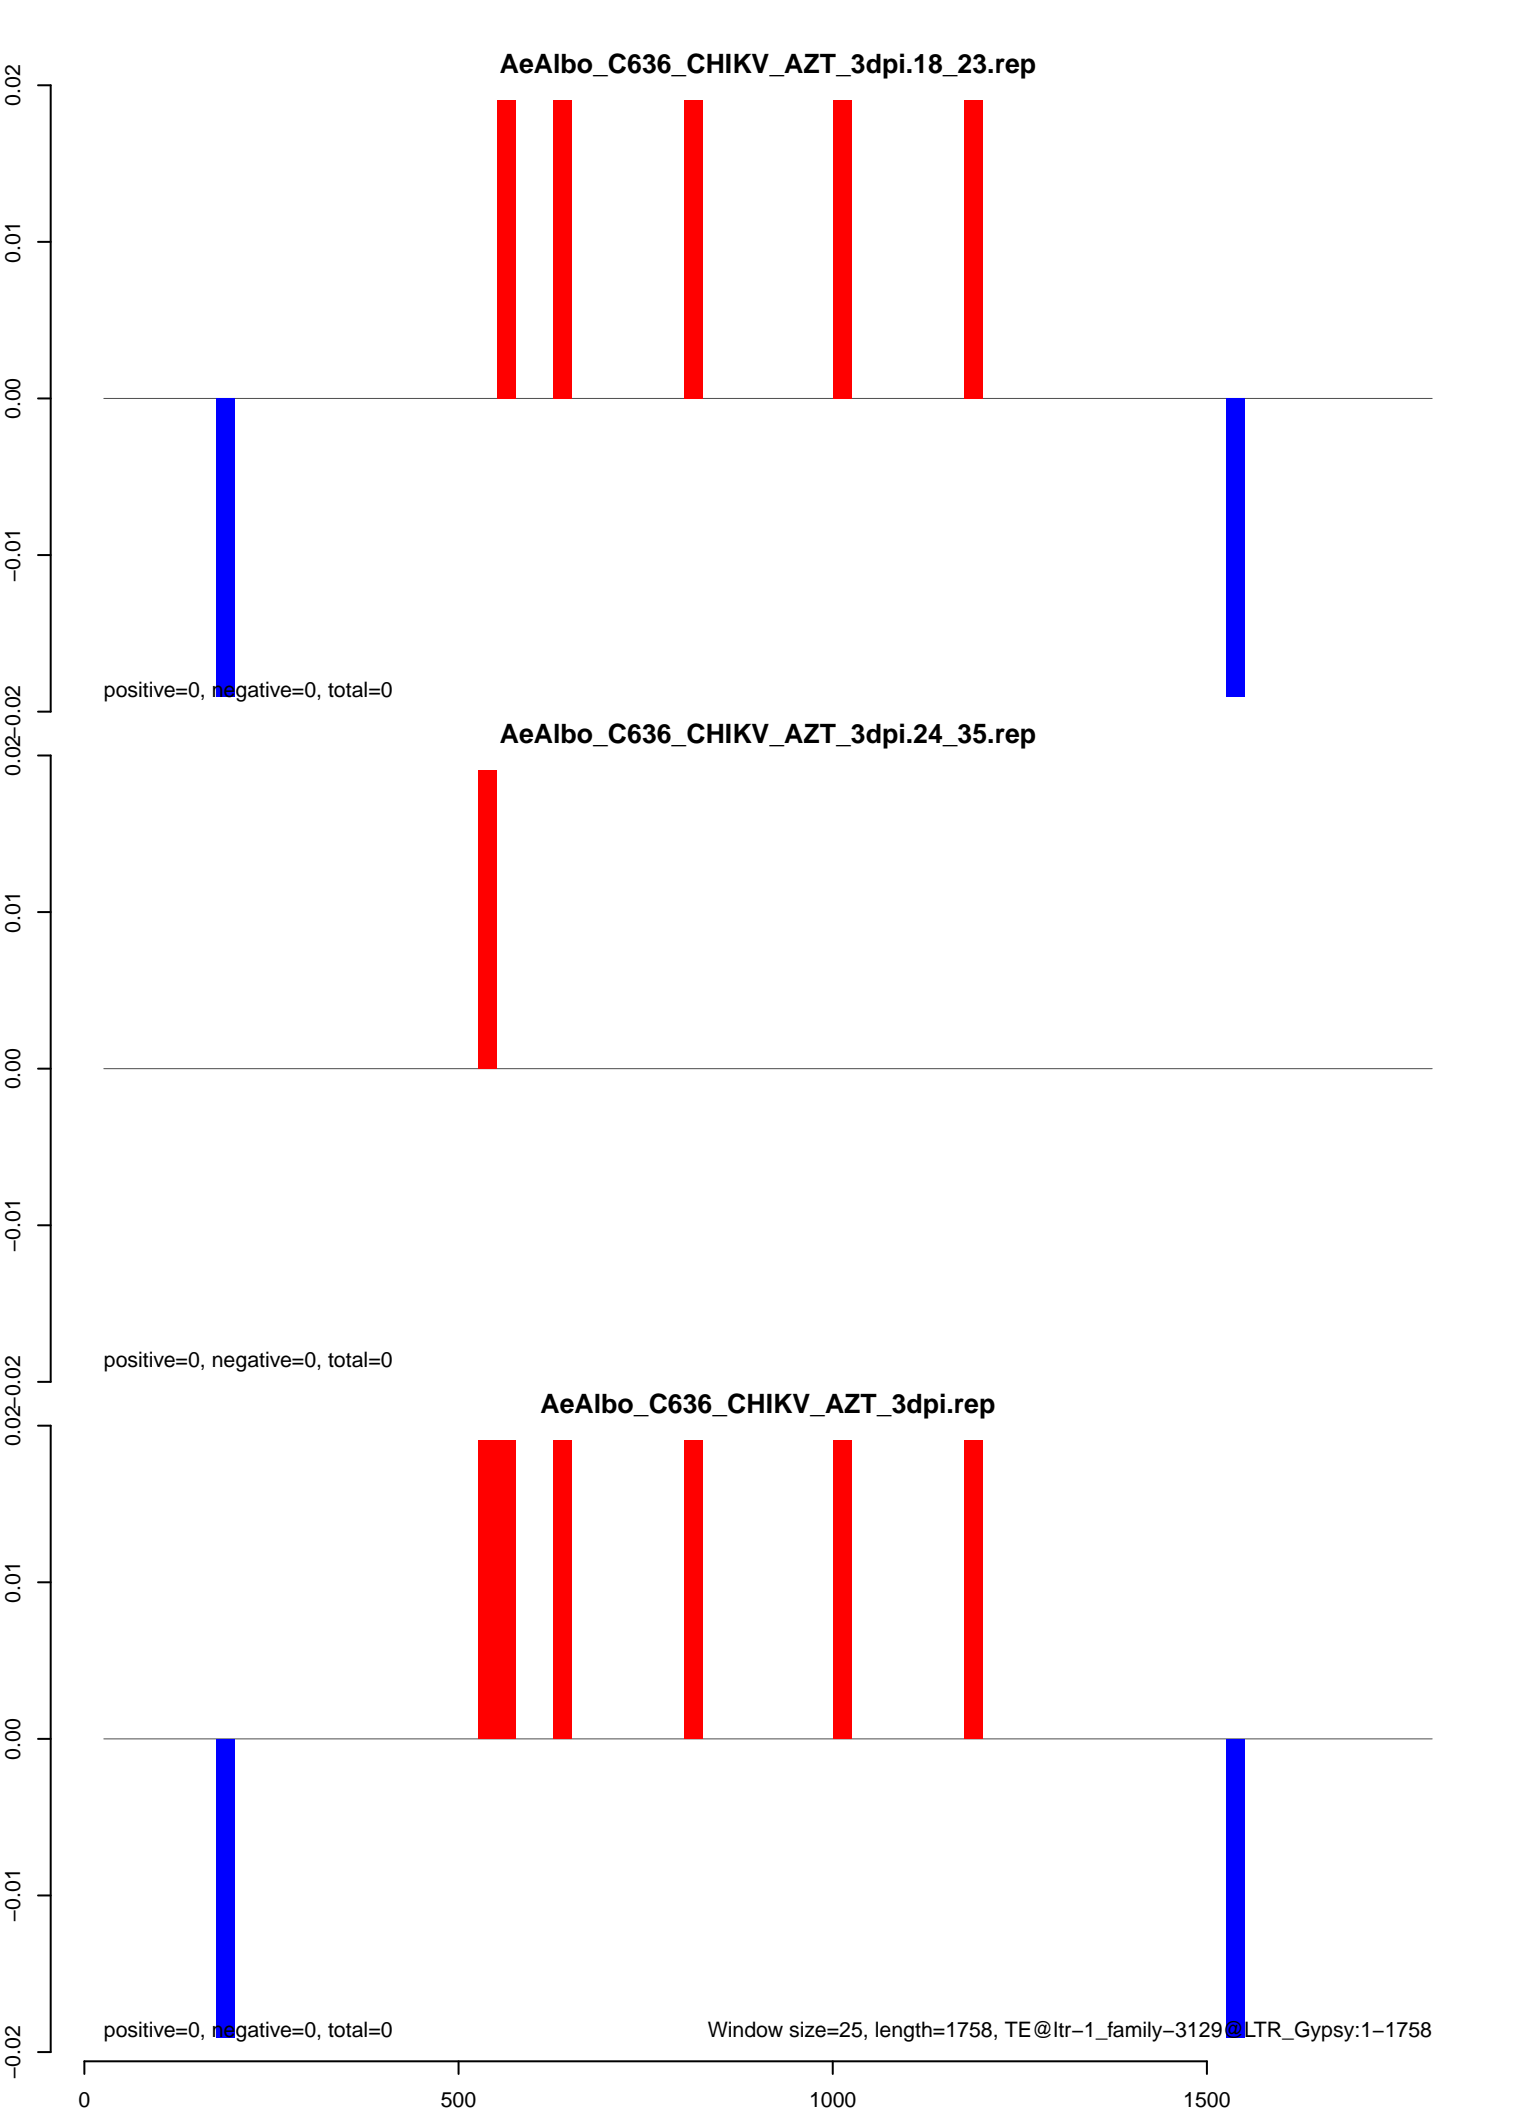 AeAlbo_C636_CHIKV_AZT_3dpi.18_23.rep
0.02
0.01
0.00
−0.01
−0.02
positive=0, negative=0, total=0
AeAlbo_C636_CHIKV_AZT_3dpi.24_35.rep
0.02
0.01
0.00
−0.01
−0.02
positive=0, negative=0, total=0
AeAlbo_C636_CHIKV_AZT_3dpi.rep
0.02
0.01
0.00
−0.01
−0.02
positive=0, negative=0, total=0
Window size=25, length=1758, TE@ltr−1_family−3129@LTR_Gypsy:1−1758
0 500 1000 1500